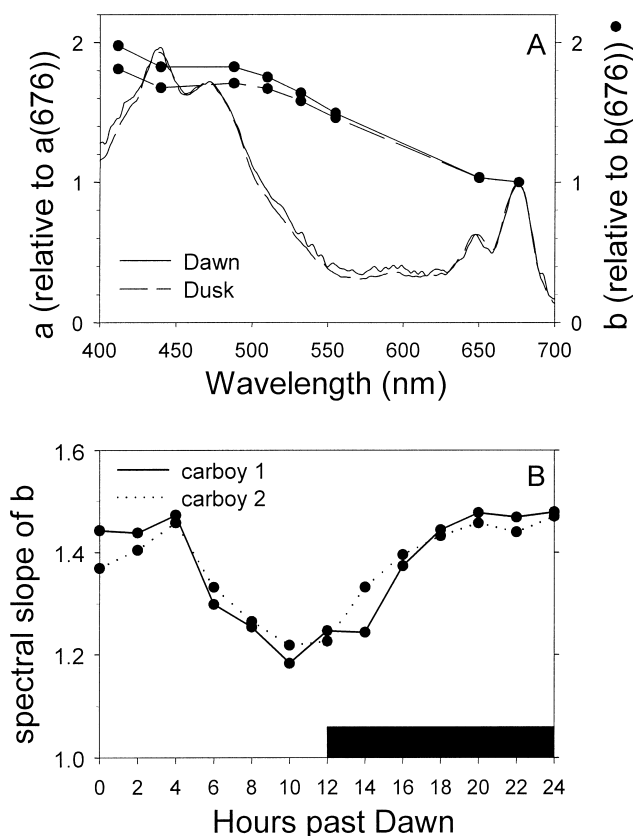 A
2
1
0
a (relative to a(676))
2
1
0
b (relative to b(676)) ●
Dawn
Dusk
400 450 500 550 600 650 700
Wavelength (nm)
B
carboy 1
carboy 2
1.6
1.4
1.2
1.0
spectral slope of b
0 2 4 6 8 10 12 14 16 18 20 22 24
Hours past Dawn